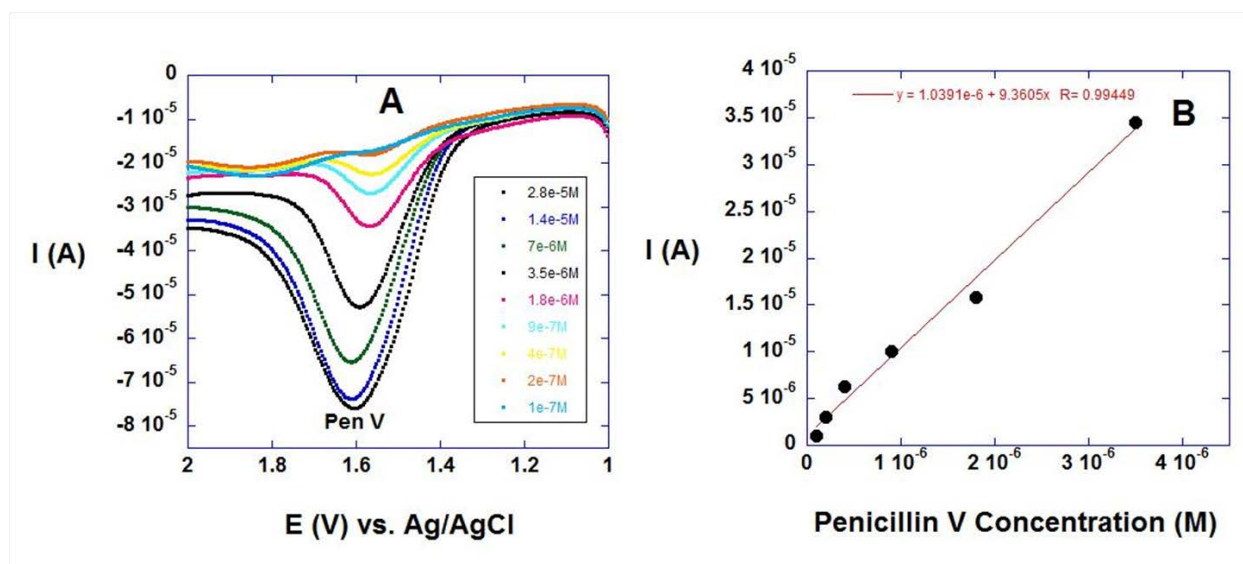 A
0
-1 10-5
-2 10-5
-3 10-5
-4 10-5
-5 10-5
-6 10-5
-7 10-5
-8 10-5
I (A)
2.8e-5M
1.4e-5M
7e-6M
3.5e-6M
1.8e-6M
9e-7M
4e-7M
2e-7M
1e-7M
Pen V
2 1.8 1.6 1.4 1.2 1
E (V) vs. Ag/AgCl
B
y = 1.0391e-6 + 9.3605x R= 0.99449
4 10-5
3.5 10-5
3 10-5
2.5 10-5
2 10-5
1.5 10-5
1 10-5
5 10-6
0
I (A)
0 1 10-6 2 10-6 3 10-6 4 10-6
Penicillin V Concentration (M)